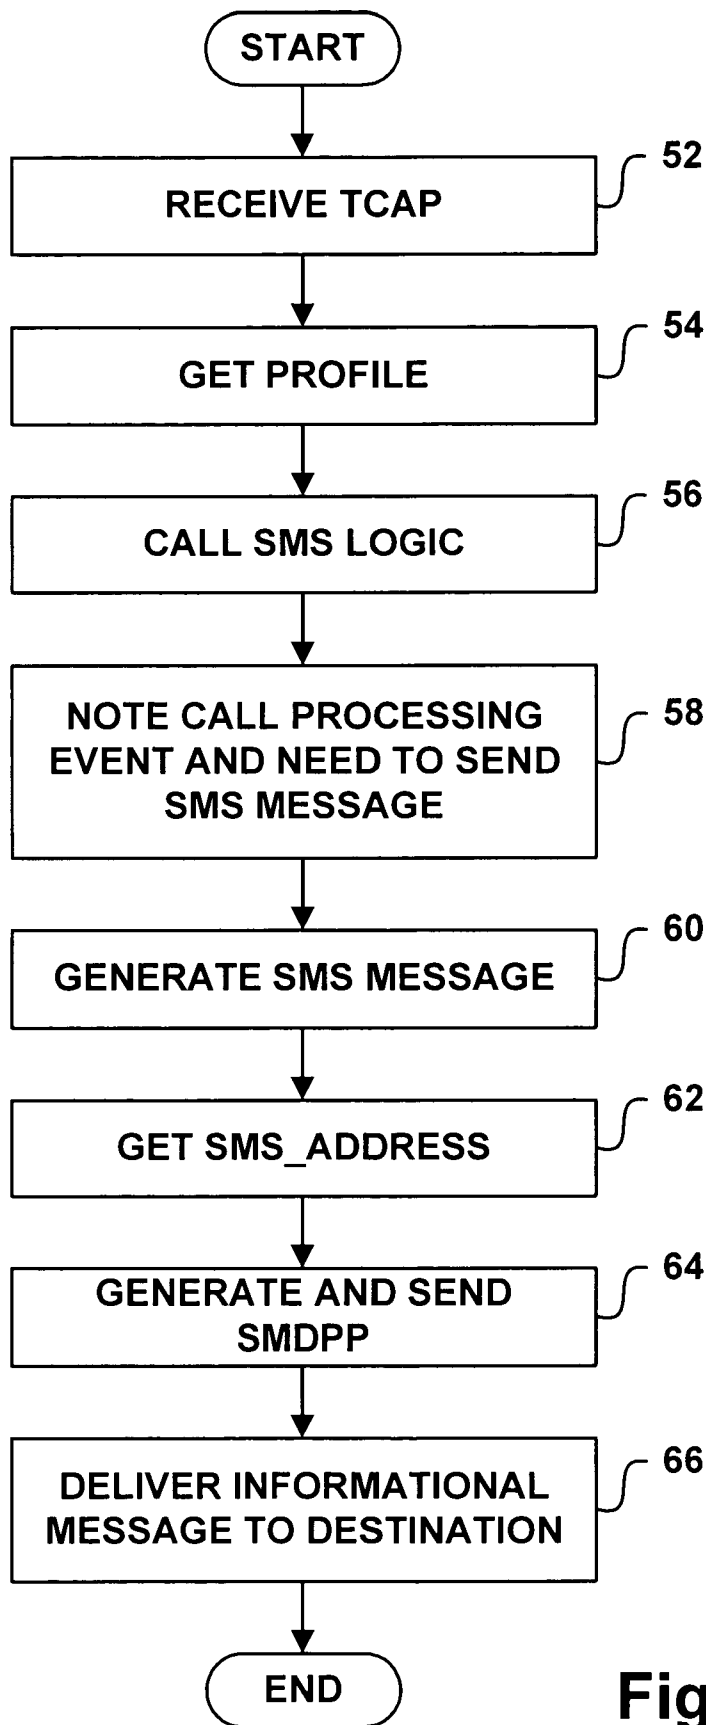 START
RECEIVE TCAP
52
GET PROFILE
54
CALL SMS LOGIC
56
NOTE CALL PROCESSING
EVENT AND NEED TO SEND
SMS MESSAGE
58
GENERATE SMS MESSAGE
60
GET SMS_ADDRESS
62
GENERATE AND SEND
SMDPP
64
DELIVER INFORMATIONAL
MESSAGE TO DESTINATION
66
END
Fig